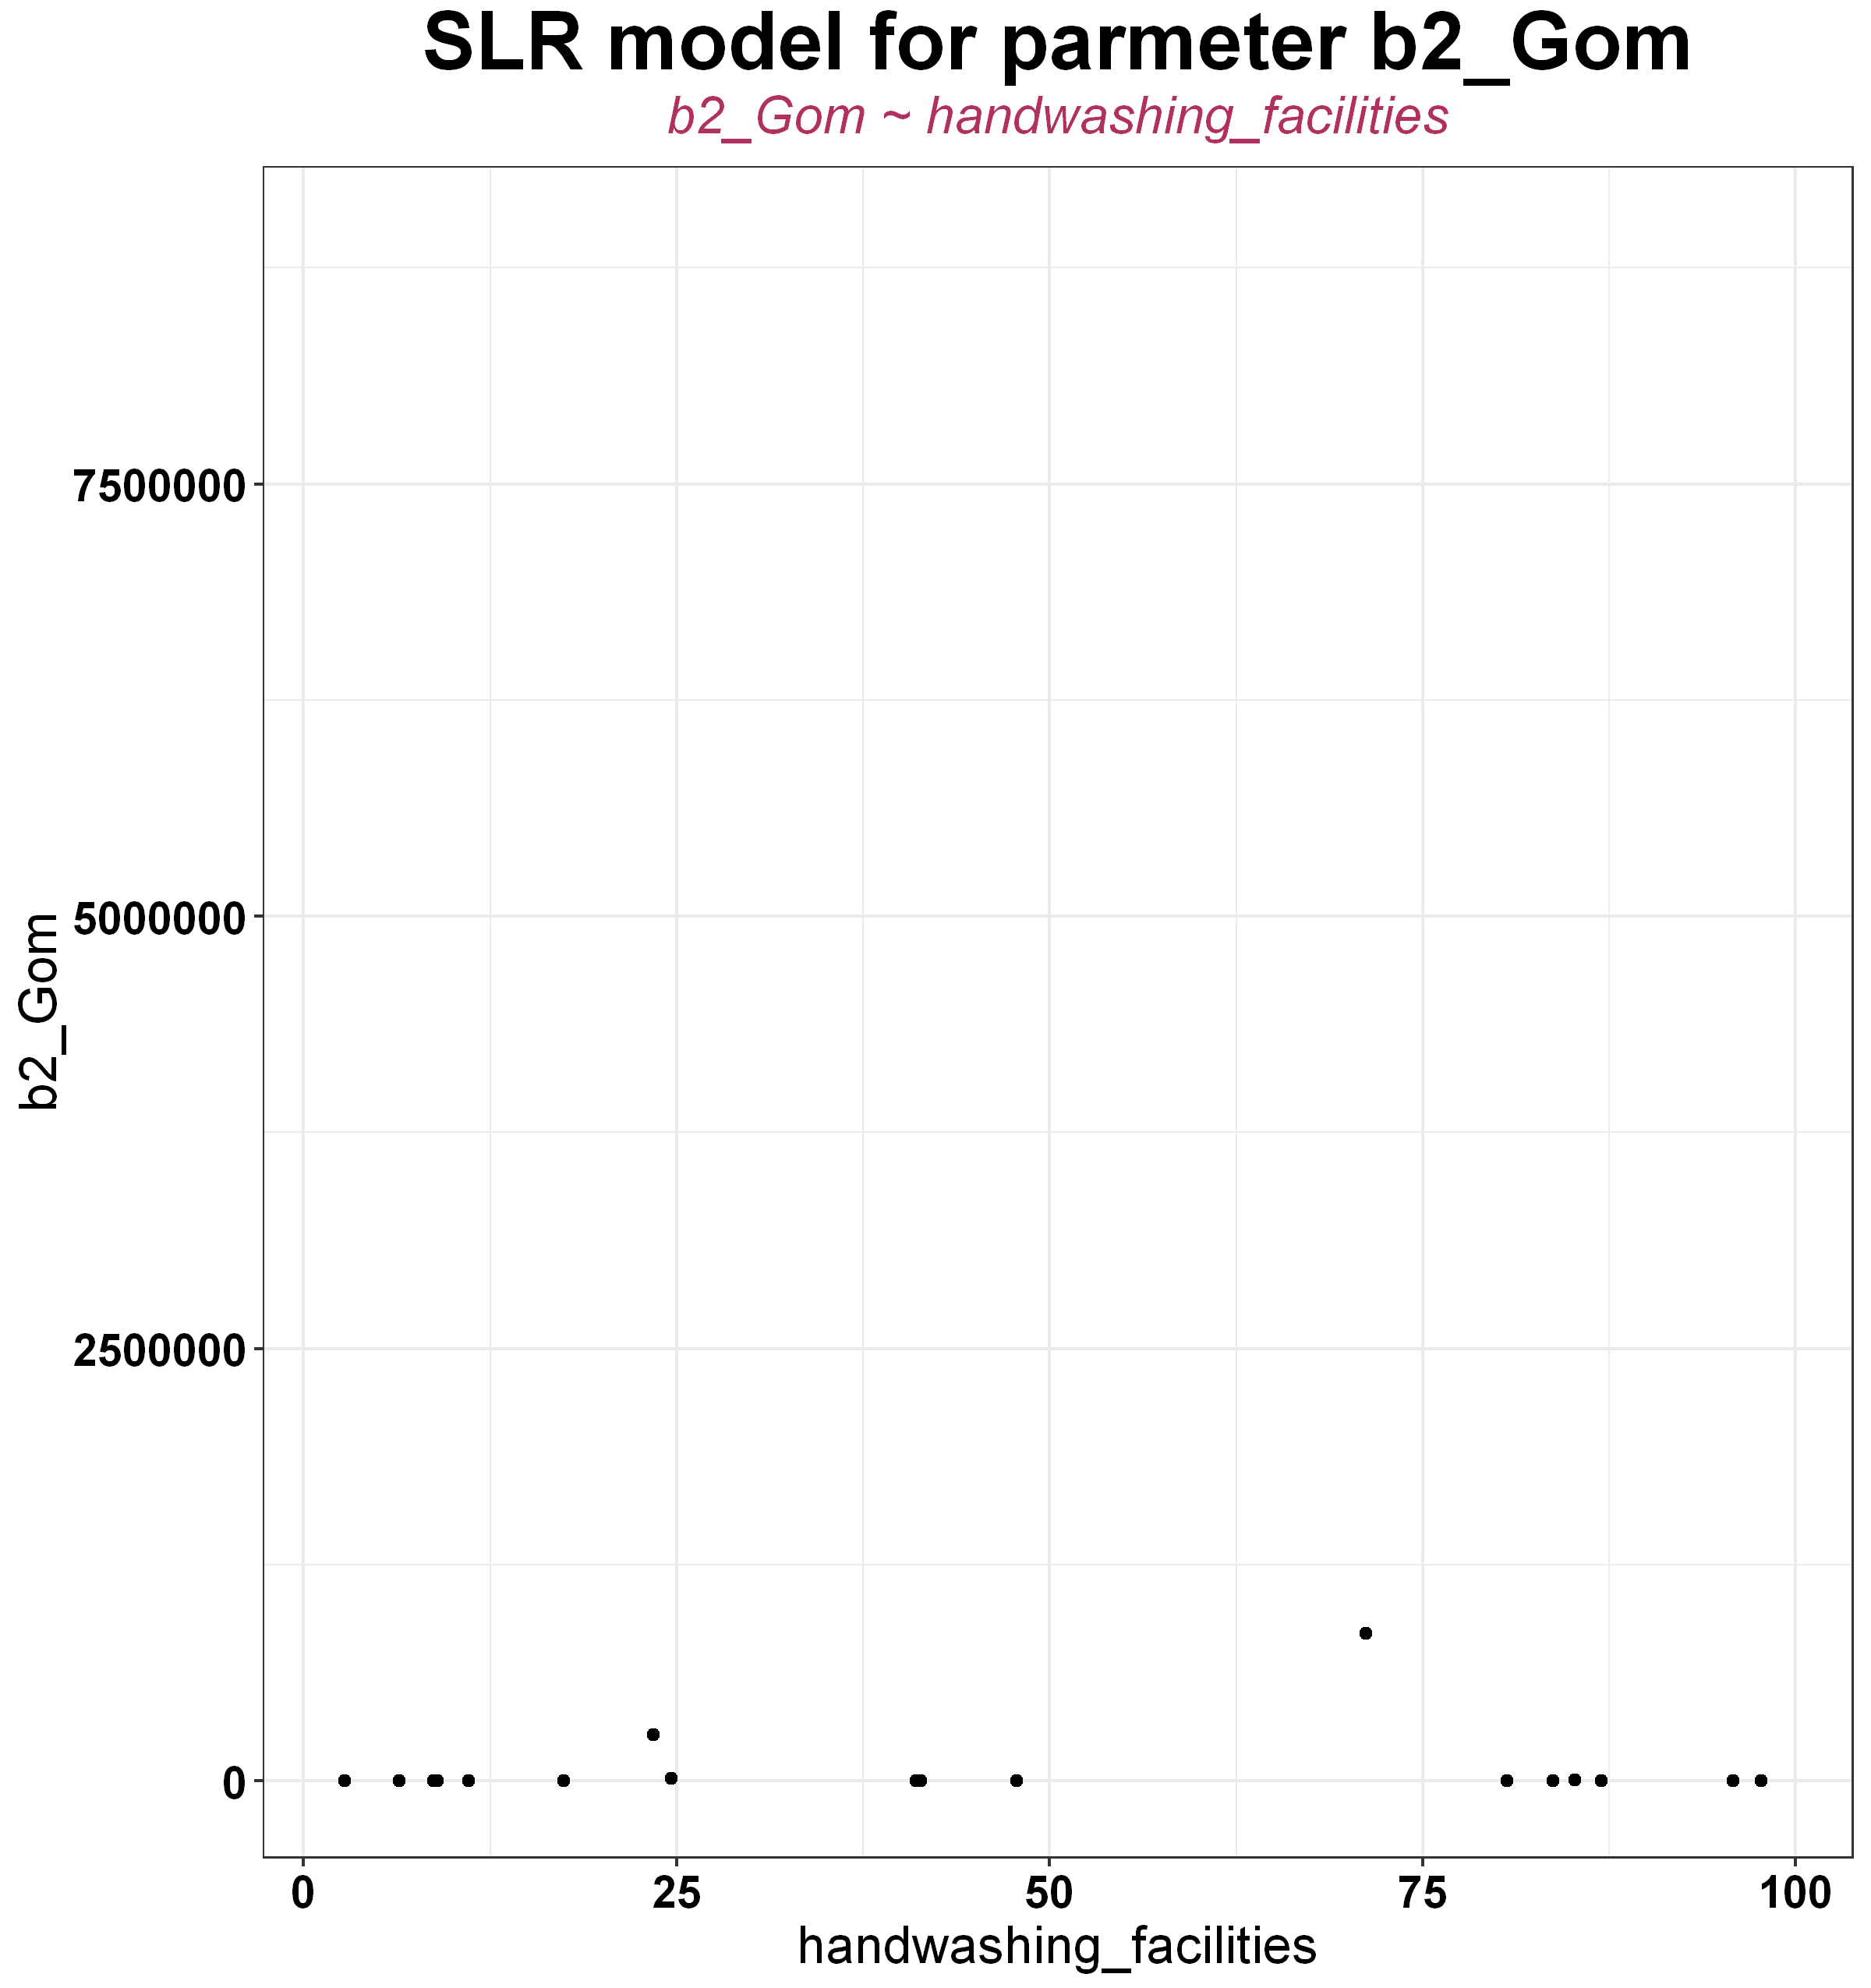 SLR model for parmeter b2_Gom
b2_Gom ~ handwashing_facilities
7500000
5000000
2500000
0
b2_Gom
0 25 50 75 100
handwashing_facilities